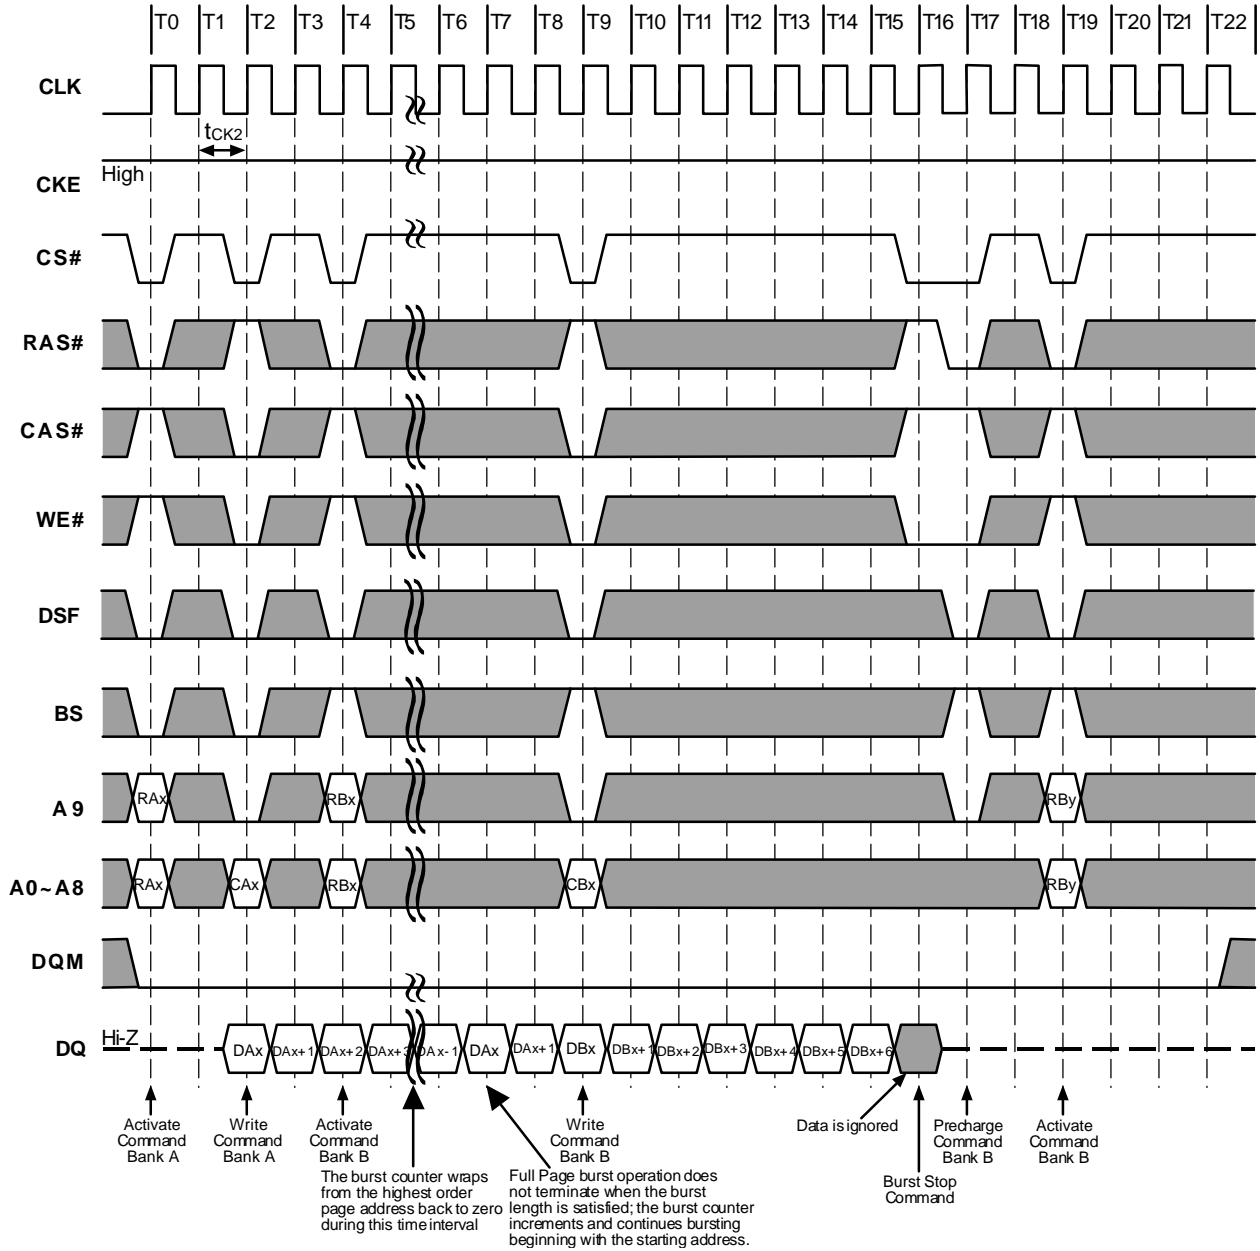 T0 T1 T2 T3 T4 T5 T6 T7 T8 T9 T10 T11 T12 T13 T14 T15 T16 T17 T18 T19 T20 T21 T22
CLK
tCK2
High
CKE
CS#
RAS#
CAS#
WE#
DSF
BS
A9 RAx RBx RBy
A0~A8 RAx CAx RBx CBx RBy
DQM
Hi-Z
DQ DAx DAx+1 DAx+2 DAx+3 DAx-1 DAx DAx+1 DBx DBx+1 DBx+2 DBx+3 DBx+4 DBx+5 DBx+6
Activate
Command
Bank A
Write
Command
Bank A
Activate
Command
Bank B
The burst counter wraps
from the highest order
page address back to zero
during this time interval
Full Page burst operation does
not terminate when the burst
length is satisfied; the burst counter
increments and continues bursting
beginning with the starting address.
Write
Command
Bank B
Data is ignored
Burst Stop
Command
Precharge
Command
Bank B
Activate
Command
Bank B